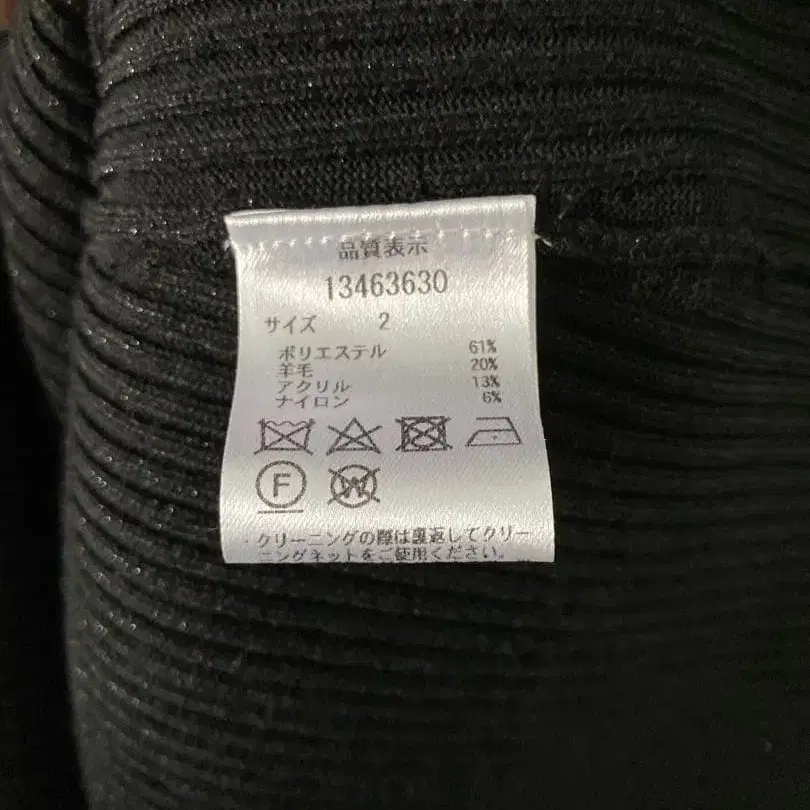 品質表示
13463630
サイズ 2
ポリエステル 61%
羊毛 20%
アクリル 13%
ナイロン 6%
F W
・クリーニングの際は裏返してクリー
ニングネットをご使用ください。